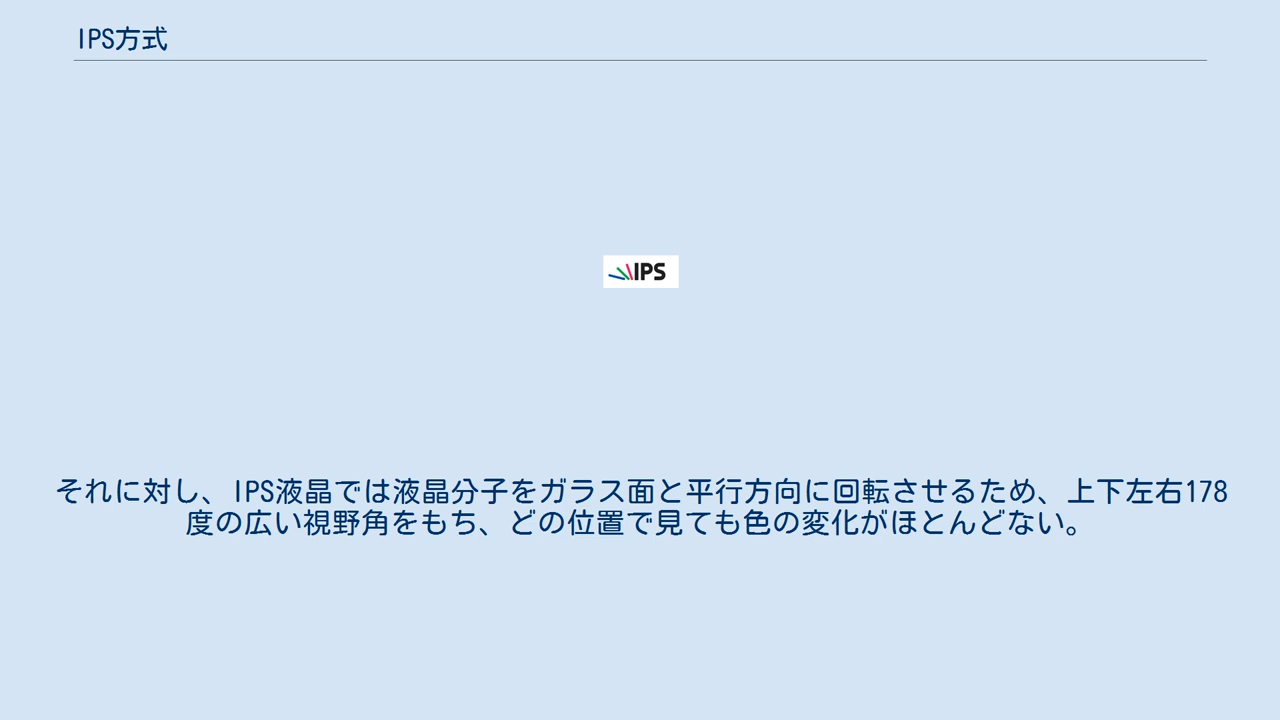 IPS方式
IPS
それに対し、IPS液晶では液晶分子をガラス面と平行方向に回転させるため、上下左右178
度の広い視野角をもち、どの位置で見ても色の変化がほとんどない。